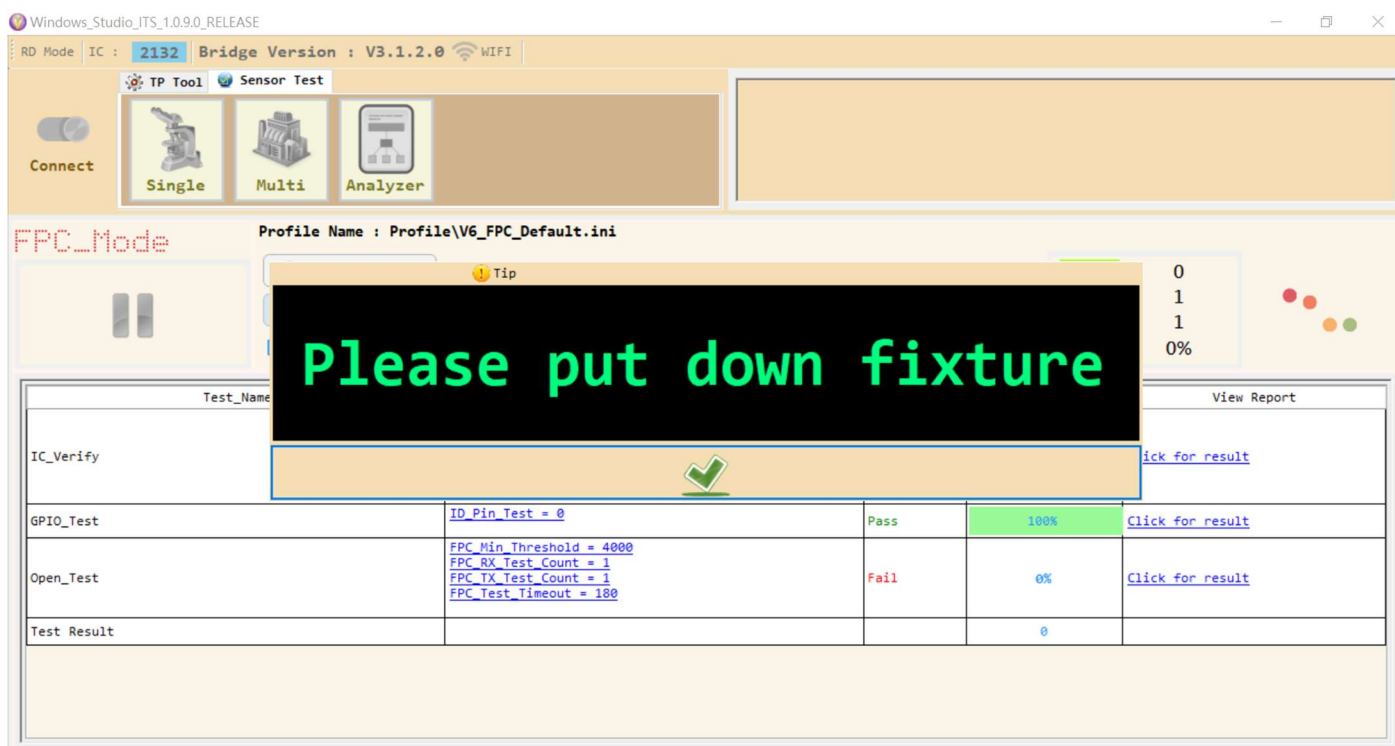 Windows_Studio_ITS_1.0.9.0_RELEASE
RD Mode IC : 2132 Bridge Version : V3.1.2.0 WIFI
TP Tool Sensor Test
Connect
Single Multi Analyzer
FPC_Mode
Profile Name : Profile\V6_FPC_Default.ini
Tip
Please put down fixture
0
1
1
0%
Test_Name View Report
IC_Verify ick for result
GPIO_Test ID_Pin_Test = 0 Pass 100% Click for result
Open_Test
FPC_Min_Threshold = 4000
FPC_RX_Test_Count = 1
FPC_TX_Test_Count = 1
FPC_Test_Timeout = 180
Fail 0% Click for result
Test Result 0